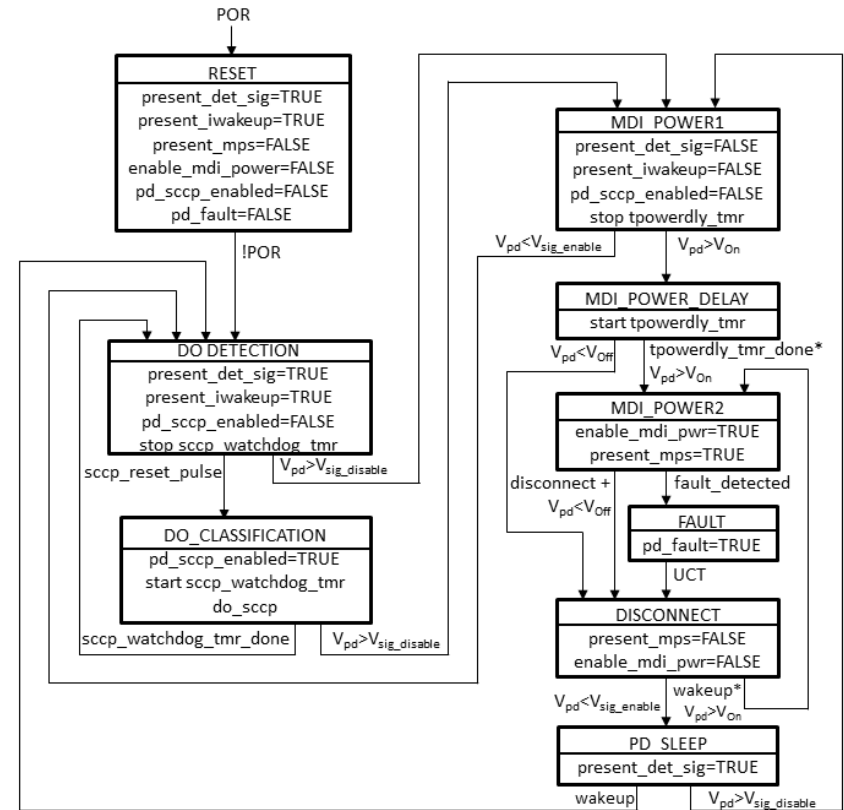 POR
RESET
present_det_sig=TRUE
present_iwakeup=TRUE
present_mps=FALSE
enable_mdi_power=FALSE
pd_sccp_enabled=FALSE
pd_fault=FALSE
!POR
DO DETECTION
present_det_sig=TRUE
present_iwakeup=TRUE
pd_sccp_enabled=FALSE
stop sccp_watchdog_tmr
sccp_reset_pulse
Vpd>Vsig_disable
DO_CLASSIFICATION
pd_sccp_enabled=TRUE
start sccp_watchdog_tmr
do_sccp
sccp_watchdog_tmr_done
Vpd>Vsig_disable
MDI_POWER1
present_det_sig=FALSE
present_iwakeup=FALSE
pd_sccp_enabled=FALSE
stop tpowerdly_tmr
Vpd<Vsig_enable
Vpd>VOn
MDI_POWER_DELAY
start tpowerdly_tmr
Vpd<VOff
tpowerdly_tmr_done*
Vpd>VOn
MDI_POWER2
enable_mdi_pwr=TRUE
present_mps=TRUE
disconnect +
Vpd<VOff
fault_detected
FAULT
pd_fault=TRUE
UCT
DISCONNECT
present_mps=FALSE
enable_mdi_pwr=FALSE
Vpd<Vsig_enable
wakeup*
Vpd>VOn
PD_SLEEP
present_det_sig=TRUE
wakeup
Vpd>Vsig_disable